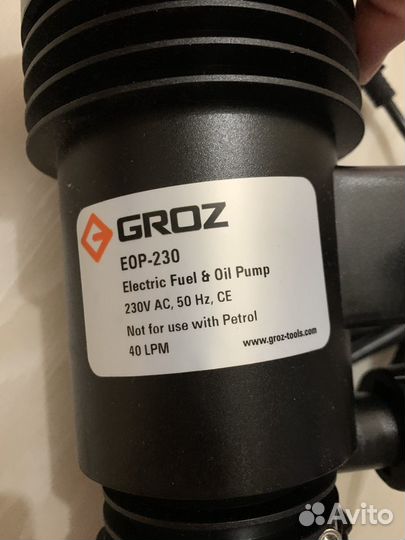 GROZ
EOP-230
Electric Fuel & Oil Pump
230V AC, 50 Hz, CE
Not for use with Petrol
40 LPM
www.groz-tools.com
Avito